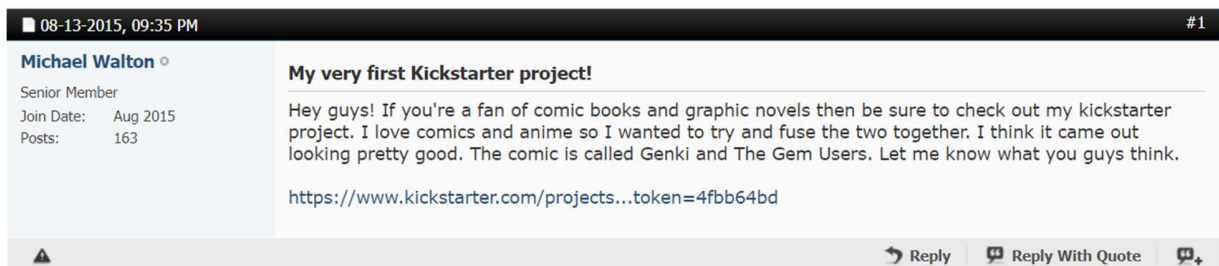 08-13-2015, 09:35 PM
#1
Michael Walton
Senior Member
Join Date: Aug 2015
Posts: 163
My very first Kickstarter project!
Hey guys! If you're a fan of comic books and graphic novels then be sure to check out my kickstarter
project. I love comics and anime so I wanted to try and fuse the two together. I think it came out
looking pretty good. The comic is called Genki and The Gem Users. Let me know what you guys think.
https://www.kickstarter.com/projects...token=4fbb64bd
Reply
Reply With Quote